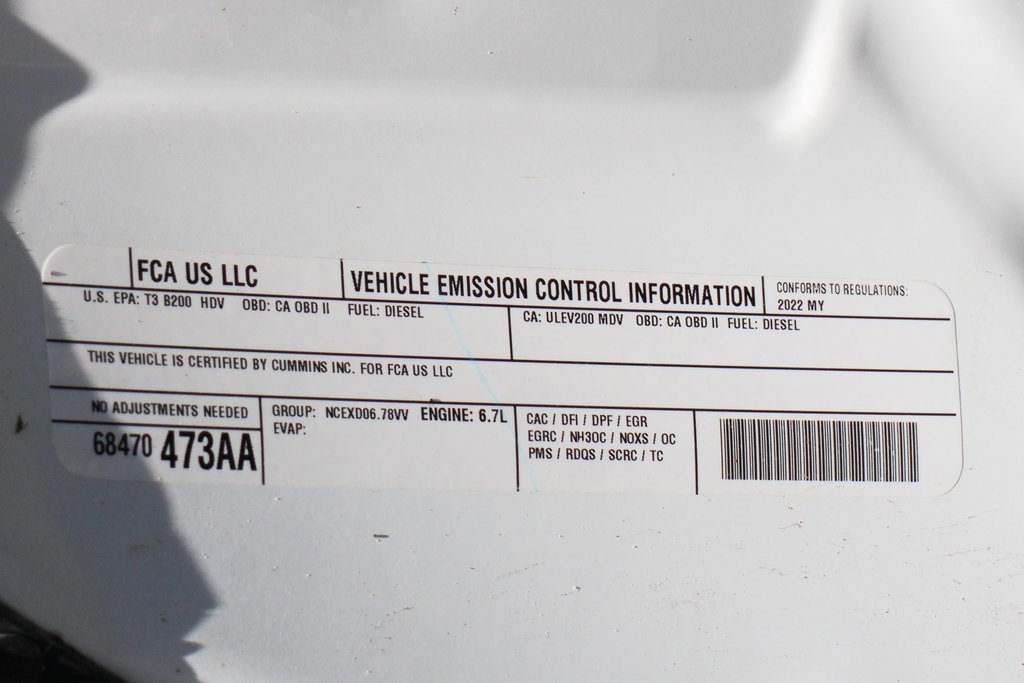 FCA US LLC
VEHICLE EMISSION CONTROL INFORMATION
CONFORMS TO REGULATIONS:
2022 MY
U.S. EPA: T3 B200 HDV OBD: CA OBD II FUEL: DIESEL
CA: ULEV200 MDV OBD: CA OBD II FUEL: DIESEL
THIS VEHICLE IS CERTIFIED BY CUMMINS INC. FOR FCA US LLC
NO ADJUSTMENTS NEEDED
68470 473AA
GROUP: NCEXD06.78VV ENGINE: 6.7L
EVAP:
CAC / DFI / DPF / EGR
EGRC / NH3OC / NOXS / OC
PMS / RDQS / SCRC / TC